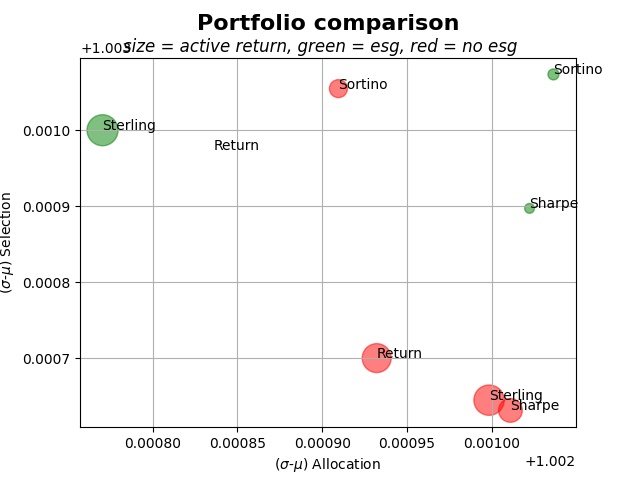 Portfolio comparison
+1.003
size = active return, green = esg, red = no esg
Sortino
Sortino
Sterling
Return
Sharpe
Return
Sterling
Sharpe
0.0010
0.0009
0.0008
0.0007
(σ-μ) Selection
0.00080 0.00085 0.00090 0.00095 0.00100
+1.002
(σ-μ) Allocation